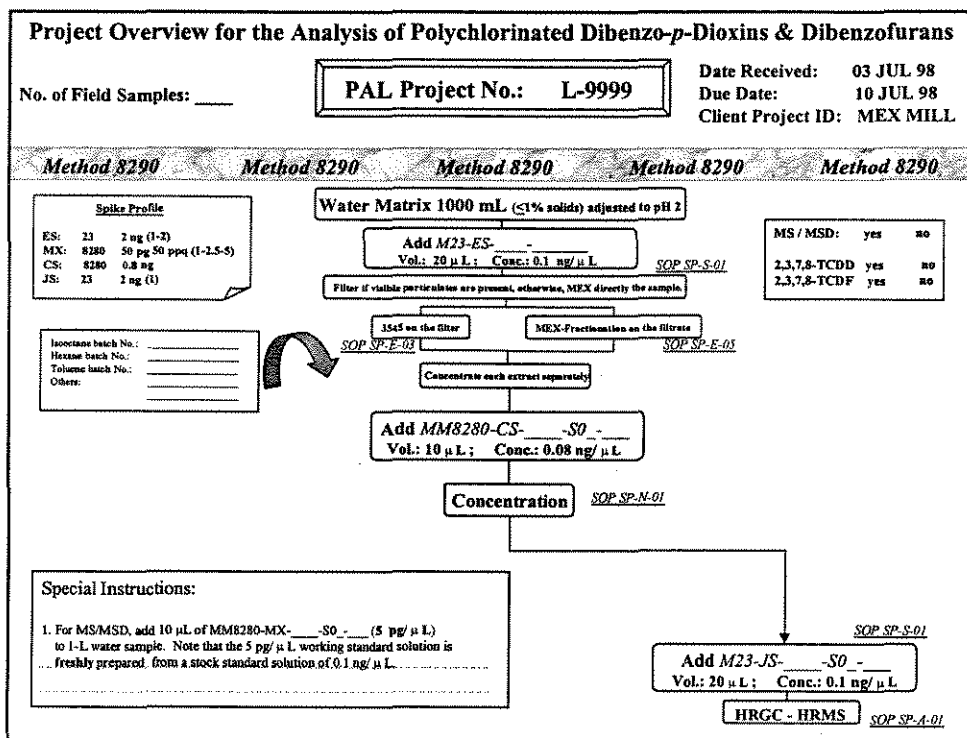 Project Overview for the Analysis of Polychlorinated Dibenzo-p-Dioxins & Dibenzofurans
No. of Field Samples: ____
PAL Project No.: L-9999
Date Received: 03 JUL 98
Due Date: 10 JUL 98
Client Project ID: MEX MILL
Method 8290 Method 8290 Method 8290 Method 8290 Method 8290
Spike Profile
ES: 23 2 ng (1-2)
MX: 8280 50 pg 50 ppq (1-2.5-5)
CS: 8280 0.8 ng
JS: 23 2 ng (1)
Water Matrix 1000 mL (≤1% solids) adjusted to pH 2
Add M23-ES-____-_
Vol.: 20 µL; Conc.: 0.1 ng/µL
SOP SP-S-01
MS / MSD: yes no
2,3,7,8-TCDD yes no
2,3,7,8-TCDF yes no
Filter if visible particulates are present, otherwise, MEX directly the sample.
3545 on the filter
SOP SP-E-03
MEX-Fractionation on the filtrate
SOP SP-E-05
Isooctane batch No.: ____
Hexane batch No.: ____
Toluene batch No.: ____
Others: ____
Concentrate each extract separately
Add MM8280-CS-____-S0_-___
Vol.: 10 µL; Conc.: 0.08 ng/µL
Concentration
SOP SP-N-01
Special Instructions:
1. For MS/MSD, add 10 µL of MM8280-MX-____-S0_-___ (5 pg/µL)
to 1-L water sample. Note that the 5 pg/µL working standard solution is
freshly prepared from a stock standard solution of 0.1 ng/µL.
SOP SP-S-01
Add M23-JS-____-S0_-___
Vol.: 20 µL; Conc.: 0.1 ng/µL
HRGC - HRMS
SOP SP-A-01